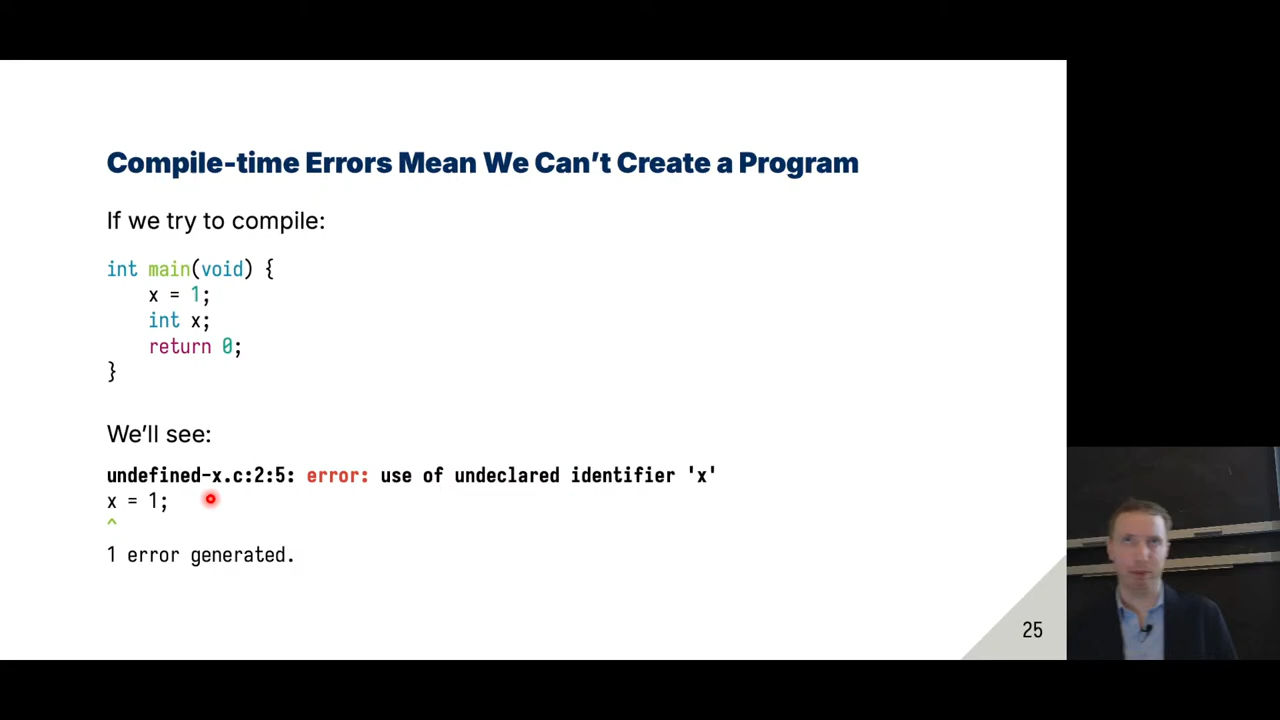 Compile-time Errors Mean We Can’t Create a Program
If we try to compile:
int main(void) {
    x = 1;
    int x;
    return 0;
}
We’ll see:
undefined-x.c:2:5: error: use of undeclared identifier 'x'
x = 1;
^
1 error generated.
25